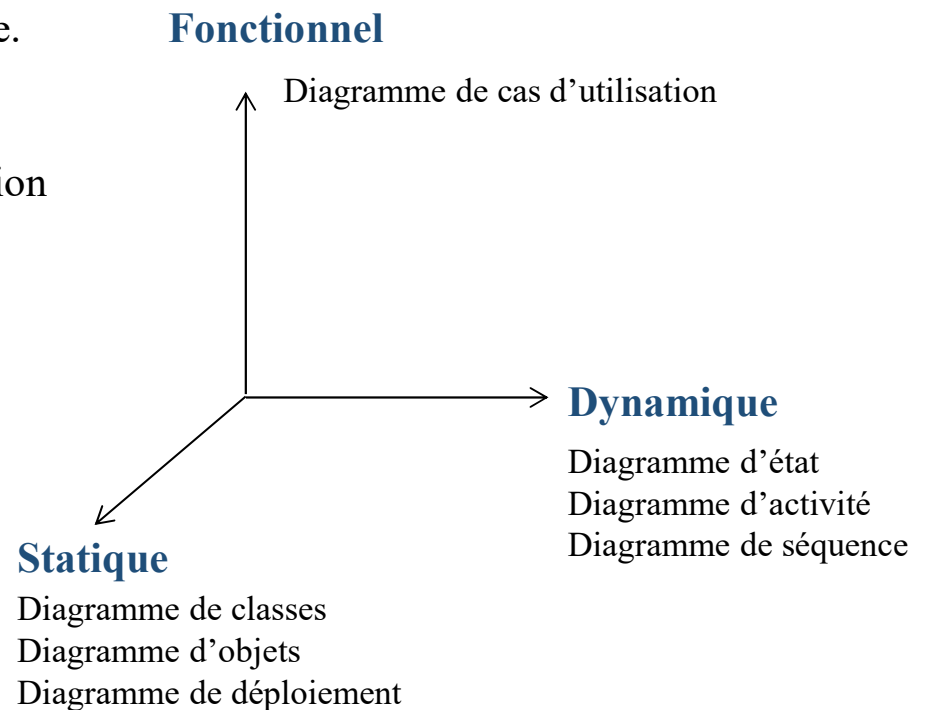 e.
Fonctionnel
Diagramme de cas d’utilisation
ion
Dynamique
Diagramme d’état
Diagramme d’activité
Diagramme de séquence
Statique
Diagramme de classes
Diagramme d’objets
Diagramme de déploiement